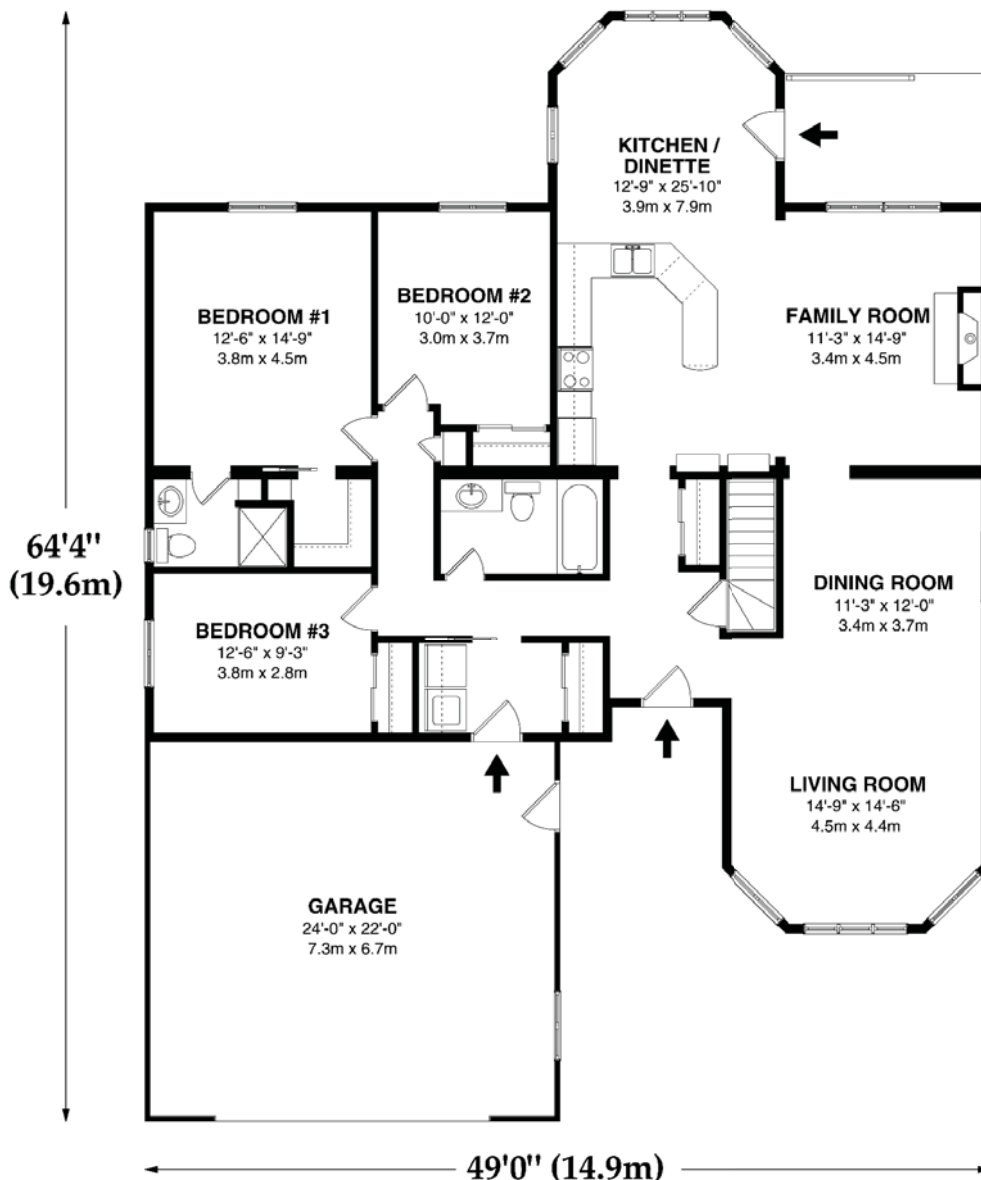 KITCHEN /
DINETTE
12'-9" x 25'-10"
3.9m x 7.9m
BEDROOM #1
12'-6" x 14'-9"
3.8m x 4.5m
BEDROOM #2
10'-0" x 12'-0"
3.0m x 3.7m
FAMILY ROOM
11'-3" x 14'-9"
3.4m x 4.5m
64'4"
(19.6m)
BEDROOM #3
12'-6" x 9'-3"
3.8m x 2.8m
DINING ROOM
11'-3" x 12'-0"
3.4m x 3.7m
LIVING ROOM
14'-9" x 14'-6"
4.5m x 4.4m
GARAGE
24'-0" x 22'-0"
7.3m x 6.7m
49'0" (14.9m)